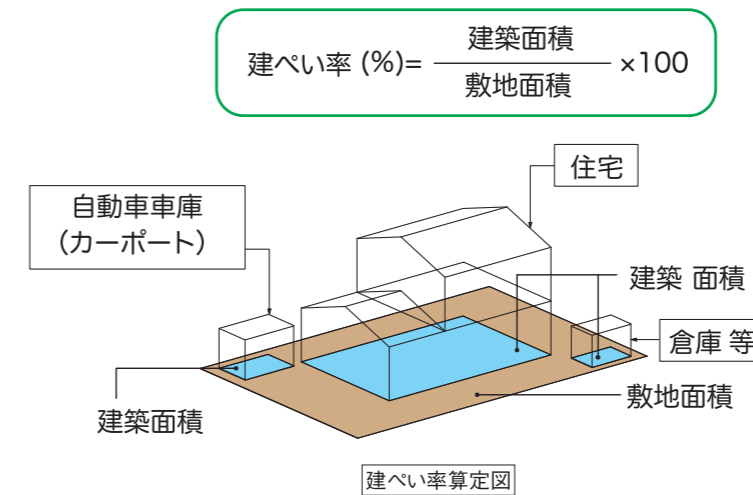 建ぺい率 (%)= 建築面積 ×100
敷地面積
住宅
自動車車庫
(カーポート)
建築 面積
倉庫 等
敷地面積
建築面積
建ぺい率算定図